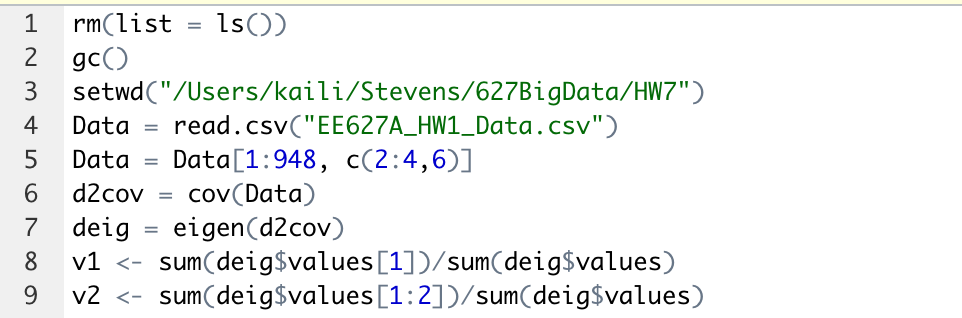 1 rm(list = ls())
2 gc()
3 setwd("/Users/kaili/Stevens/627BigData/HW7")
4 Data = read.csv("EE627A_HW1_Data.csv")
5 Data = Data[1:948, c(2:4,6)]
6 d2cov = cov(Data)
7 deig = eigen(d2cov)
8 v1 <- sum(deig$values[1])/sum(deig$values)
9 v2 <- sum(deig$values[1:2])/sum(deig$values)